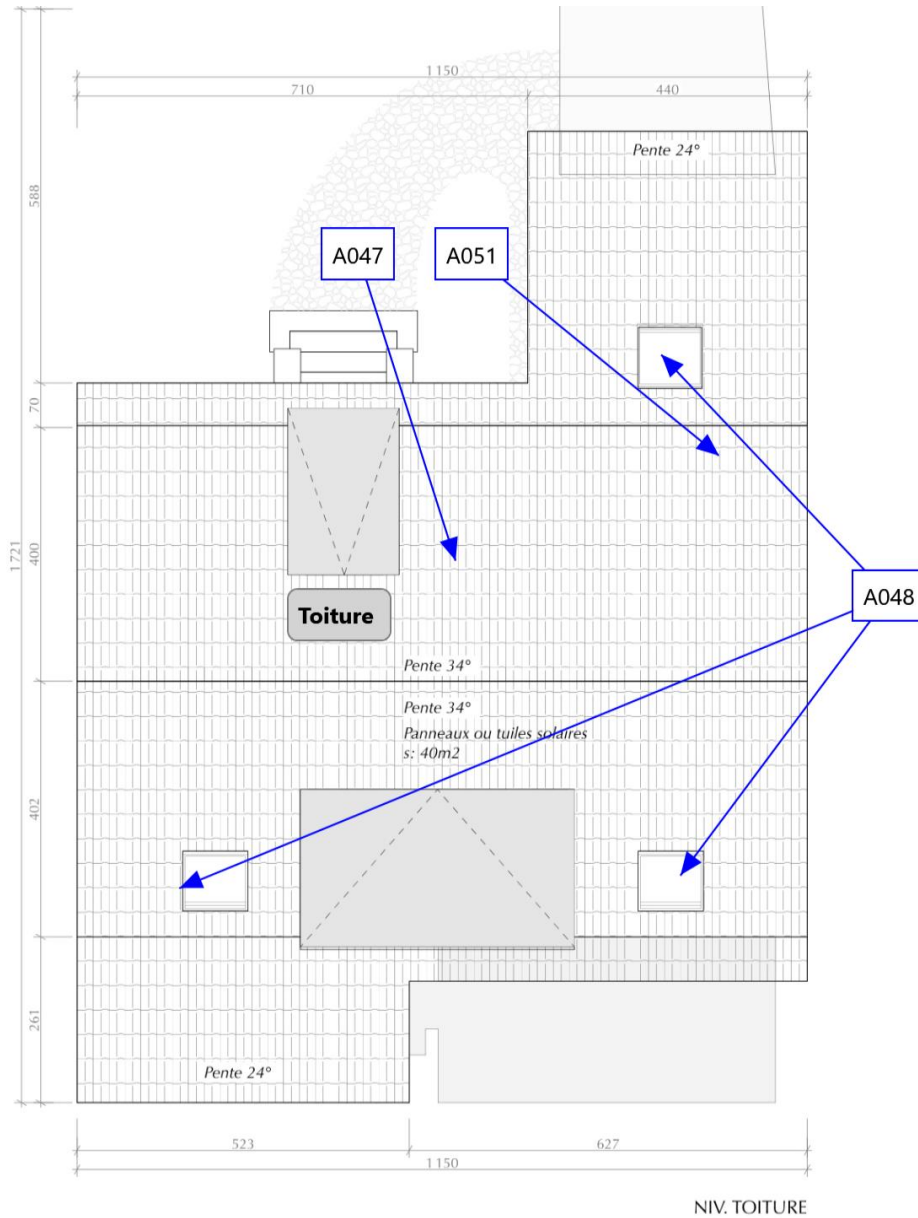 1150
710
440
Pente 24°
588
A047
A051
70
1721
400
A048
Toiture
Pente 34°
Pente 34°
Panneaux ou tuiles solaires
s: 40m2
402
261
Pente 24°
523
627
1150
NIV. TOITURE